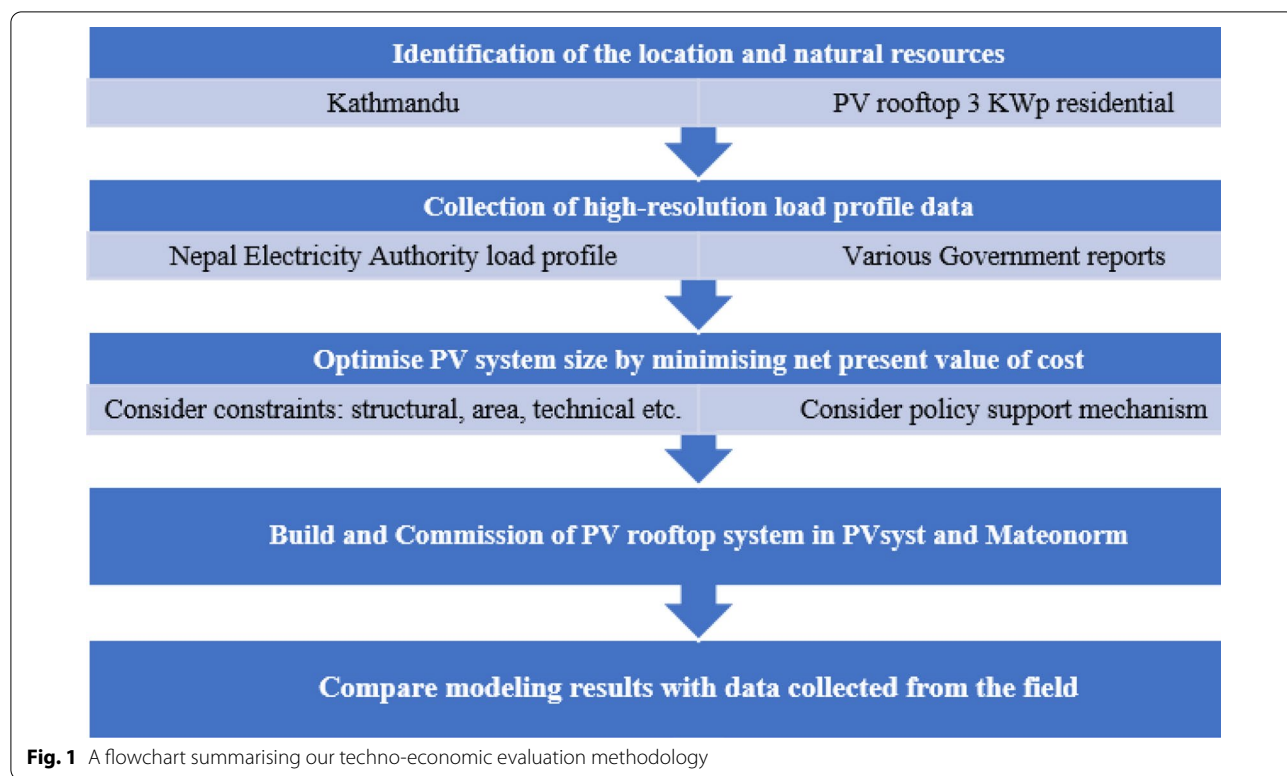 Identification of the location and natural resources
Kathmandu
PV rooftop 3 KWp residential
Collection of high-resolution load profile data
Nepal Electricity Authority load profile
Various Government reports
Optimise PV system size by minimising net present value of cost
Consider constraints: structural, area, technical etc.
Consider policy support mechanism
Build and Commission of PV rooftop system in PVsyst and Mateonorm
Compare modeling results with data collected from the field
Fig. 1 A flowchart summarising our techno-economic evaluation methodology